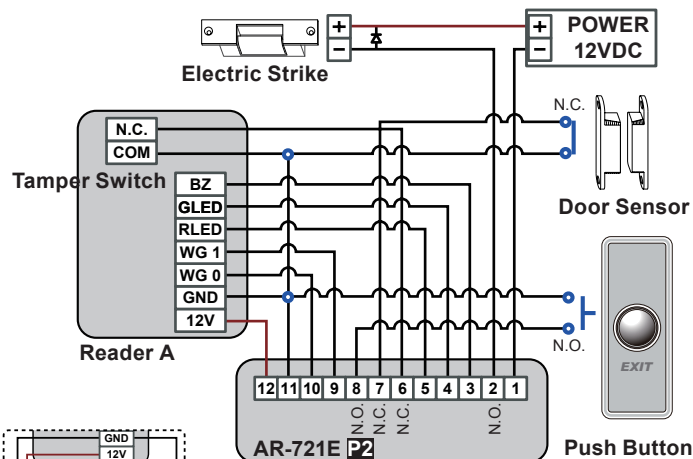 + + POWER
− − 12VDC
Electric Strike
N.C.
N.C.
COM
Tamper Switch
BZ
GLED
RLED
WG 1
WG 0
GND
12V
Reader A
Door Sensor
N.O.
EXIT
Push Button
12 11 10 9 8 7 6 5 4 3 2 1
N.O. N.C. N.C. N.O.
AR-721E P2
GND
12V